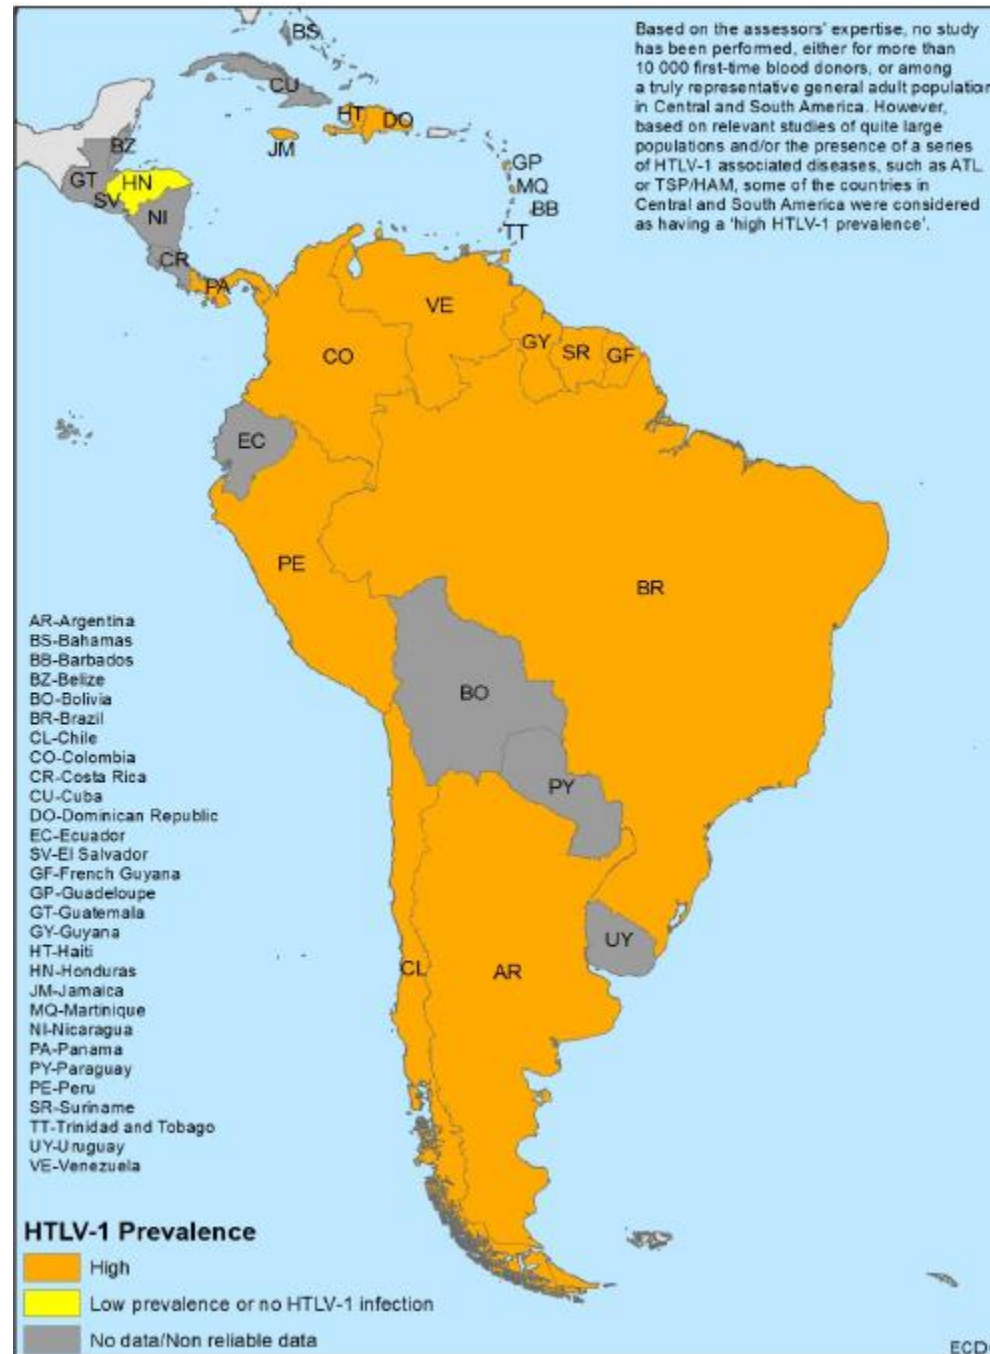 Based on the assessors' expertise, no study
has been performed, either for more than
10 000 first-time blood donors, or among
a truly representative general adult population
in Central and South America. However,
based on relevant studies of quite large
populations and/or the presence of a series
of HTLV-1 associated diseases, such as ATL
or TSP/HAM, some of the countries in
Central and South America were considered
as having a 'high HTLV-1 prevalence'.
BS
CU
HT
DO
JM
BZ
GT
HN
SV
NI
CR
PA
GP
MQ
BB
TT
VE
CO
GY
SR
GF
EC
PE
BR
BO
PY
UY
CL
AR
AR-Argentina
BS-Bahamas
BB-Barbados
BZ-Belize
BO-Bolivia
BR-Brazil
CL-Chile
CO-Colombia
CR-Costa Rica
CU-Cuba
DO-Dominican Republic
EC-Ecuador
SV-El Salvador
GF-French Guyana
GP-Guadeloupe
GT-Guatemala
GY-Guyana
HT-Haiti
HN-Honduras
JM-Jamaica
MQ-Martinique
NI-Nicaragua
PA-Panama
PY-Paraguay
PE-Peru
SR-Suriname
TT-Trinidad and Tobago
UY-Uruguay
VE-Venezuela
HTLV-1 Prevalence
High
Low prevalence or no HTLV-1 infection
No data/Non reliable data